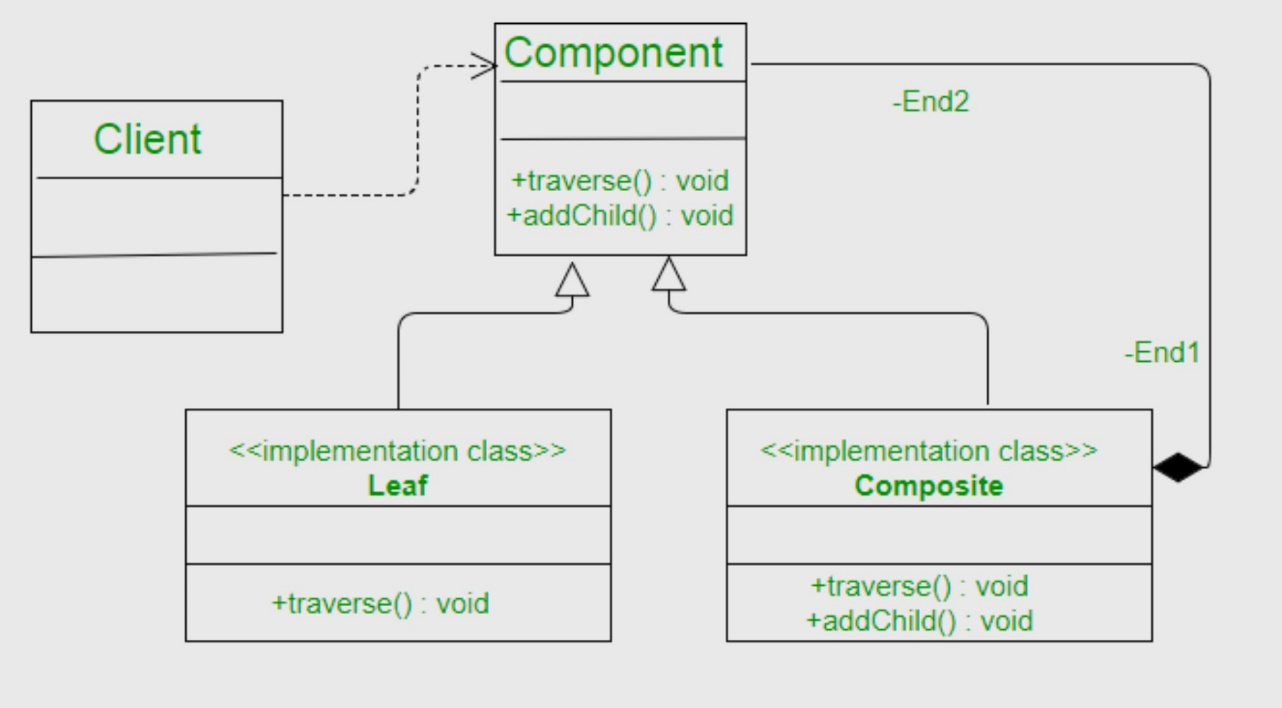 Component
-End2
Client
+traverse() : void
+addChild() : void
-End1
<<implementation class>>
Leaf
+traverse() : void
<<implementation class>>
Composite
+traverse() : void
+addChild() : void